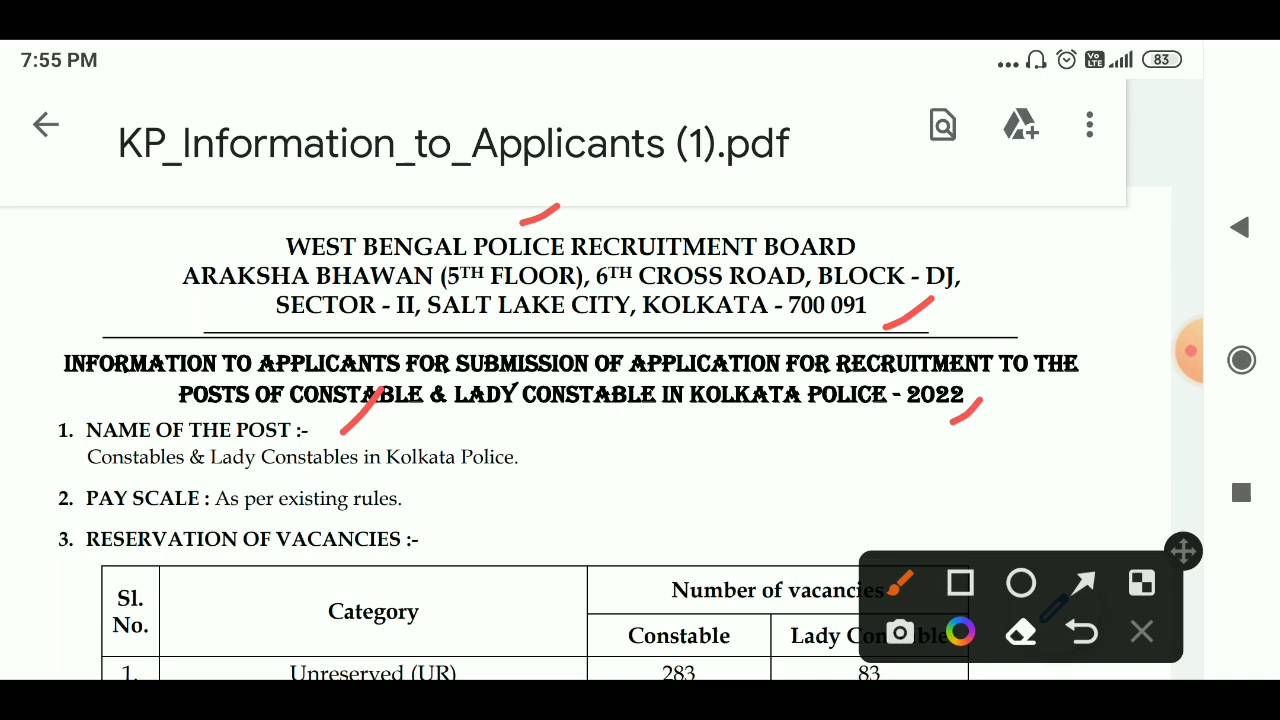 7:55 PM
Vo LTE
83
KP_Information_to_Applicants (1).pdf
WEST BENGAL POLICE RECRUITMENT BOARD
ARAKSHA BHAWAN (5TH FLOOR), 6TH CROSS ROAD, BLOCK - DJ,
SECTOR - II, SALT LAKE CITY, KOLKATA - 700 091
INFORMATION TO APPLICANTS FOR SUBMISSION OF APPLICATION FOR RECRUITMENT TO THE
POSTS OF CONSTABLE & LADY CONSTABLE IN KOLKATA POLICE - 2022
1. NAME OF THE POST :-
Constables & Lady Constables in Kolkata Police.
2. PAY SCALE : As per existing rules.
3. RESERVATION OF VACANCIES :-
Sl. No. Category Number of vacancies
Constable Lady Constable
1. Unreserved (UR) 283 83